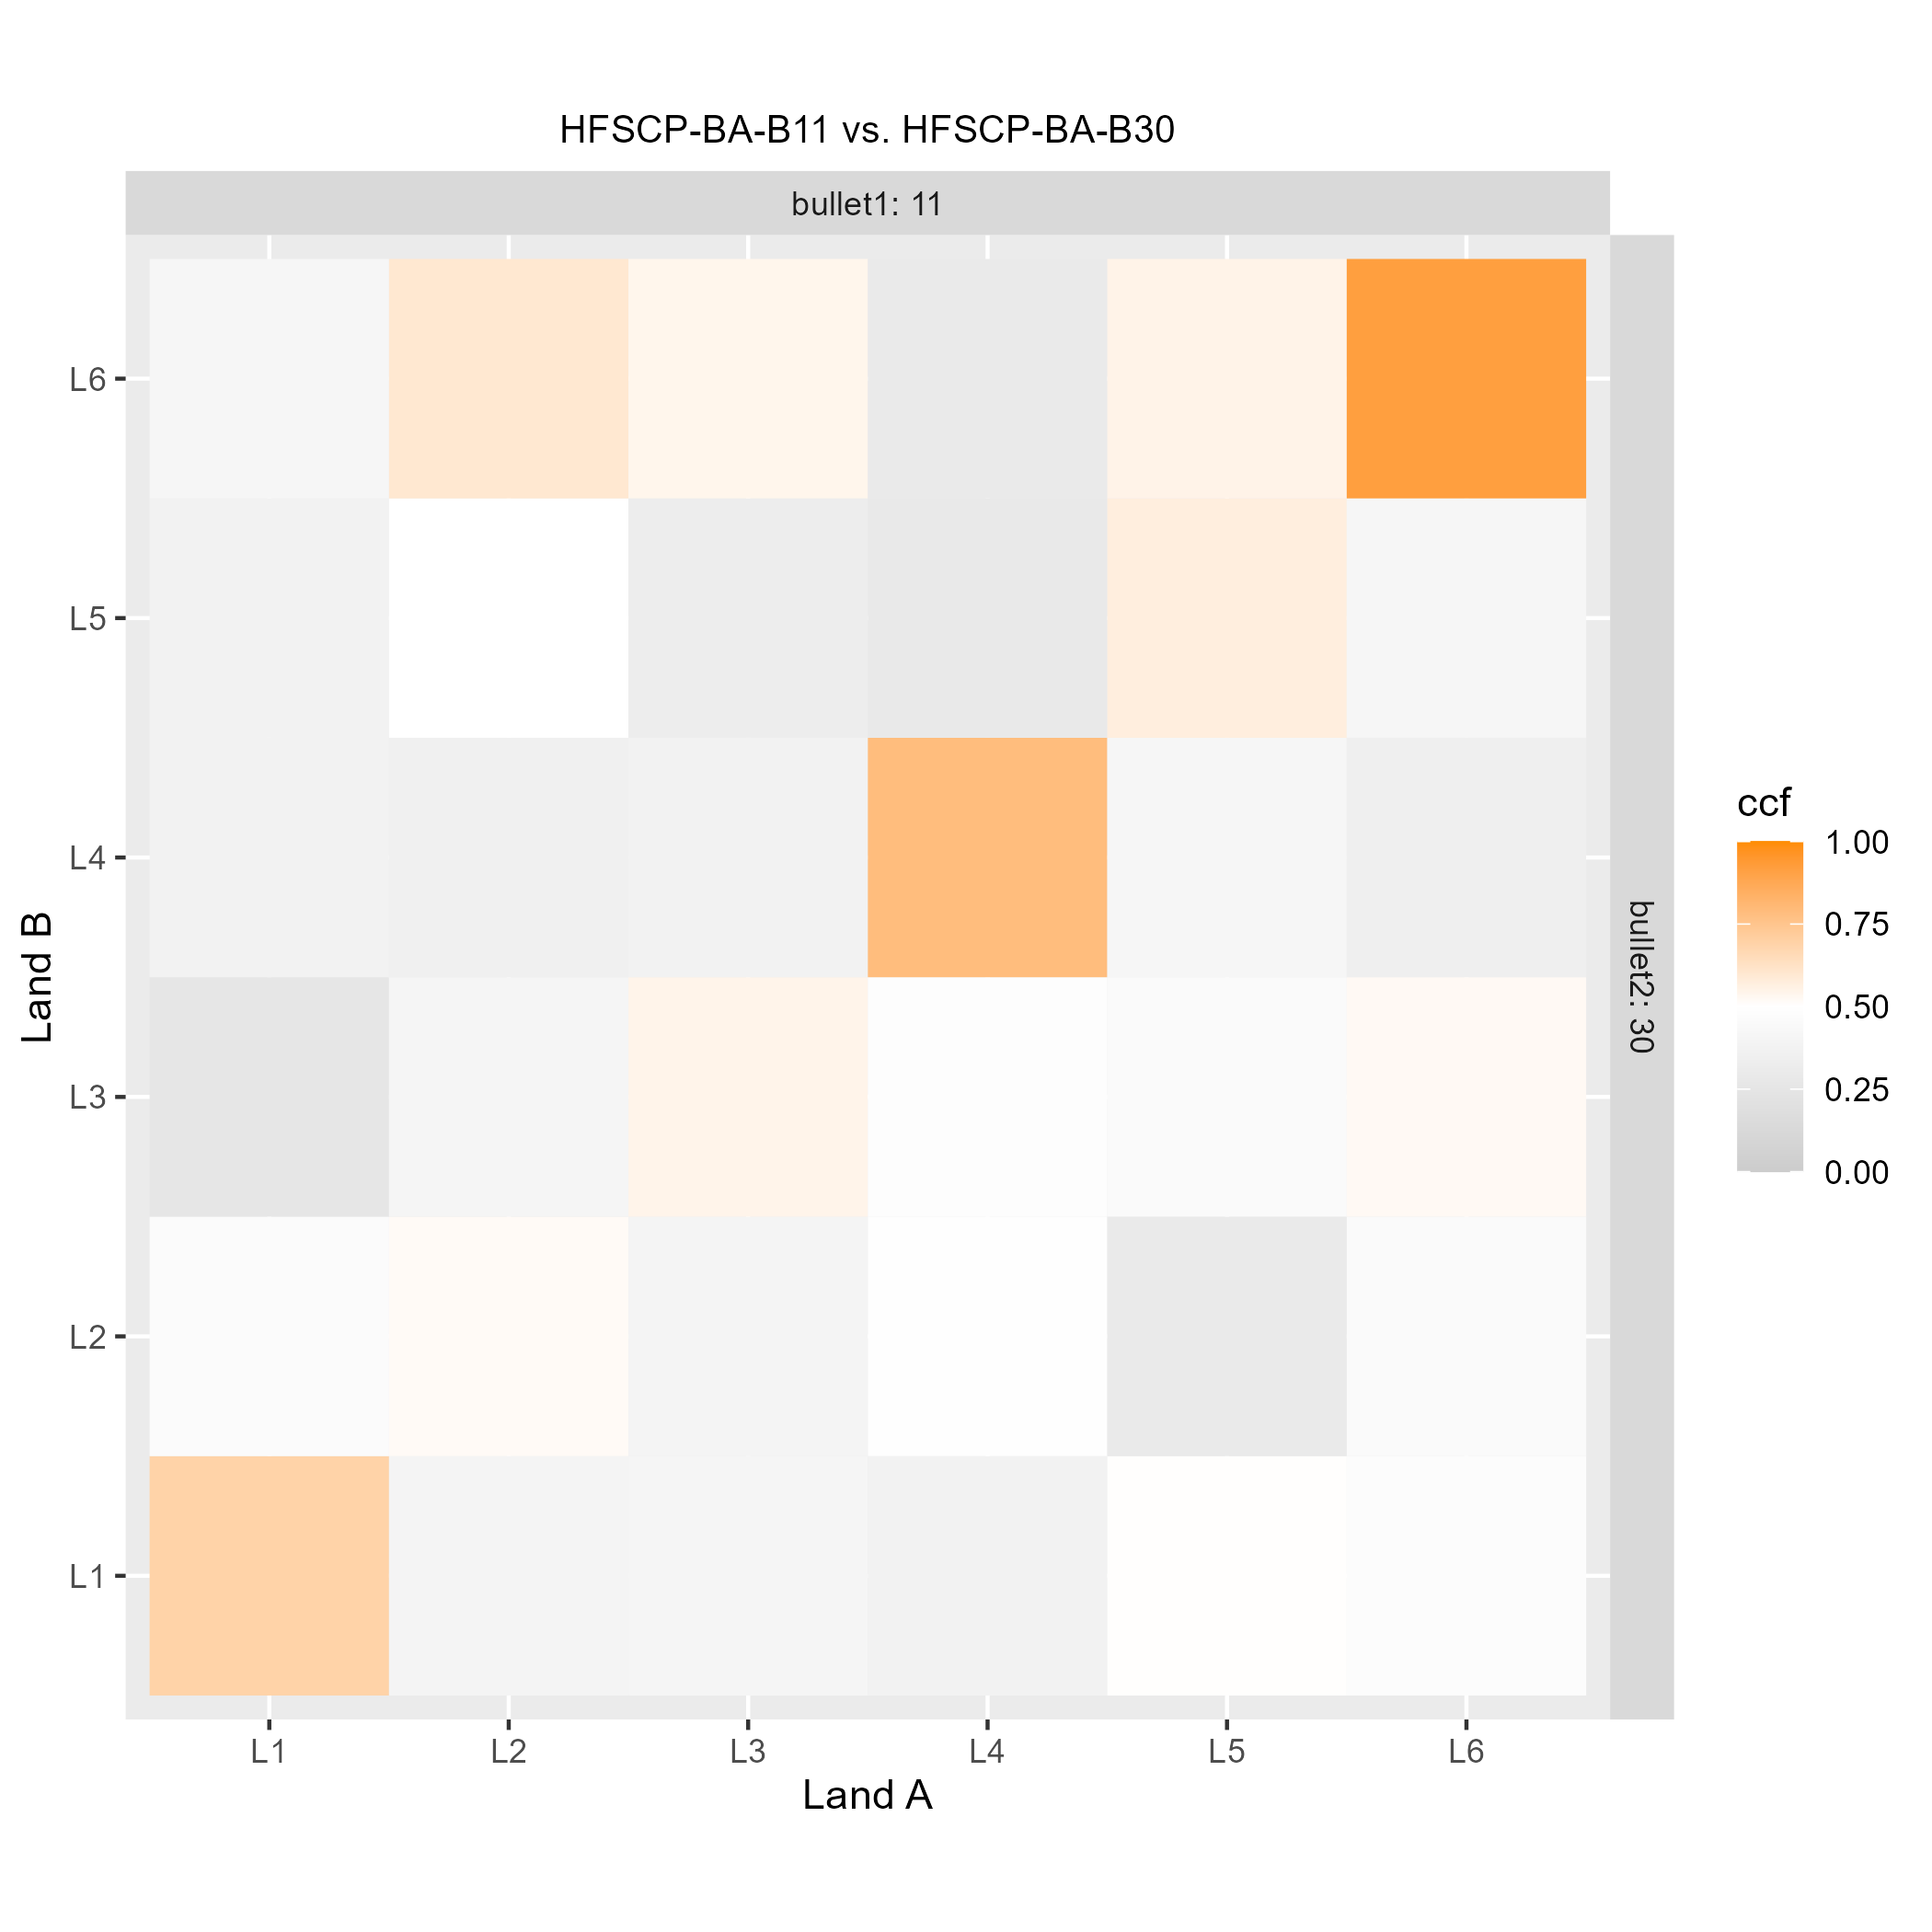 HFSCP-BA-B11 vs. HFSCP-BA-B30
bullet1: 11
L6
L5
L4
L3
L2
L1
Land B
bullet2: 30
L1 L2 L3 L4 L5 L6
Land A
ccf
1.00
0.75
0.50
0.25
0.00